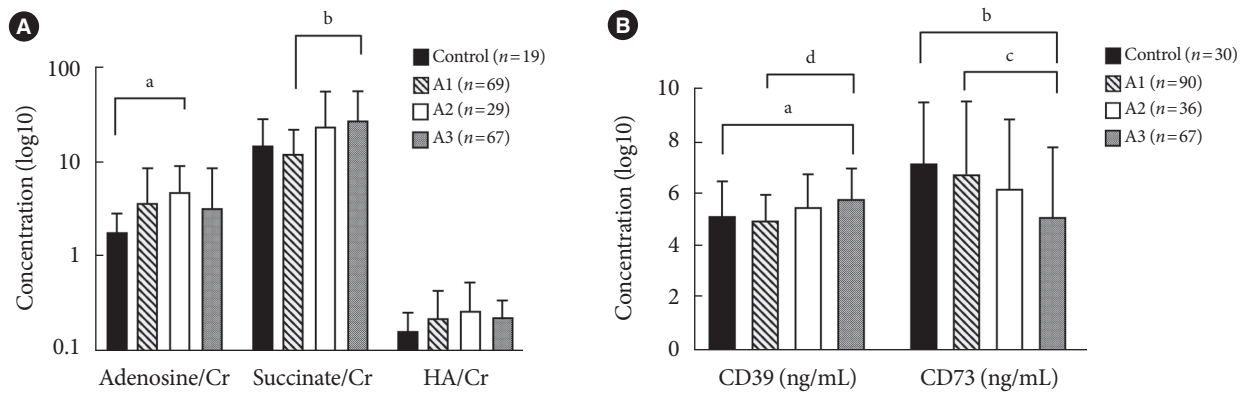 A
b
Control (n=19)
A1 (n=69)
A2 (n=29)
A3 (n=67)
100
a
10
1
0.1
Concentration (log10)
Adenosine/Cr
Succinate/Cr
HA/Cr
B
b
d
c
a
Control (n=30)
A1 (n=90)
A2 (n=36)
A3 (n=67)
10
8
6
4
2
0
Concentration (log10)
CD39 (ng/mL)
CD73 (ng/mL)